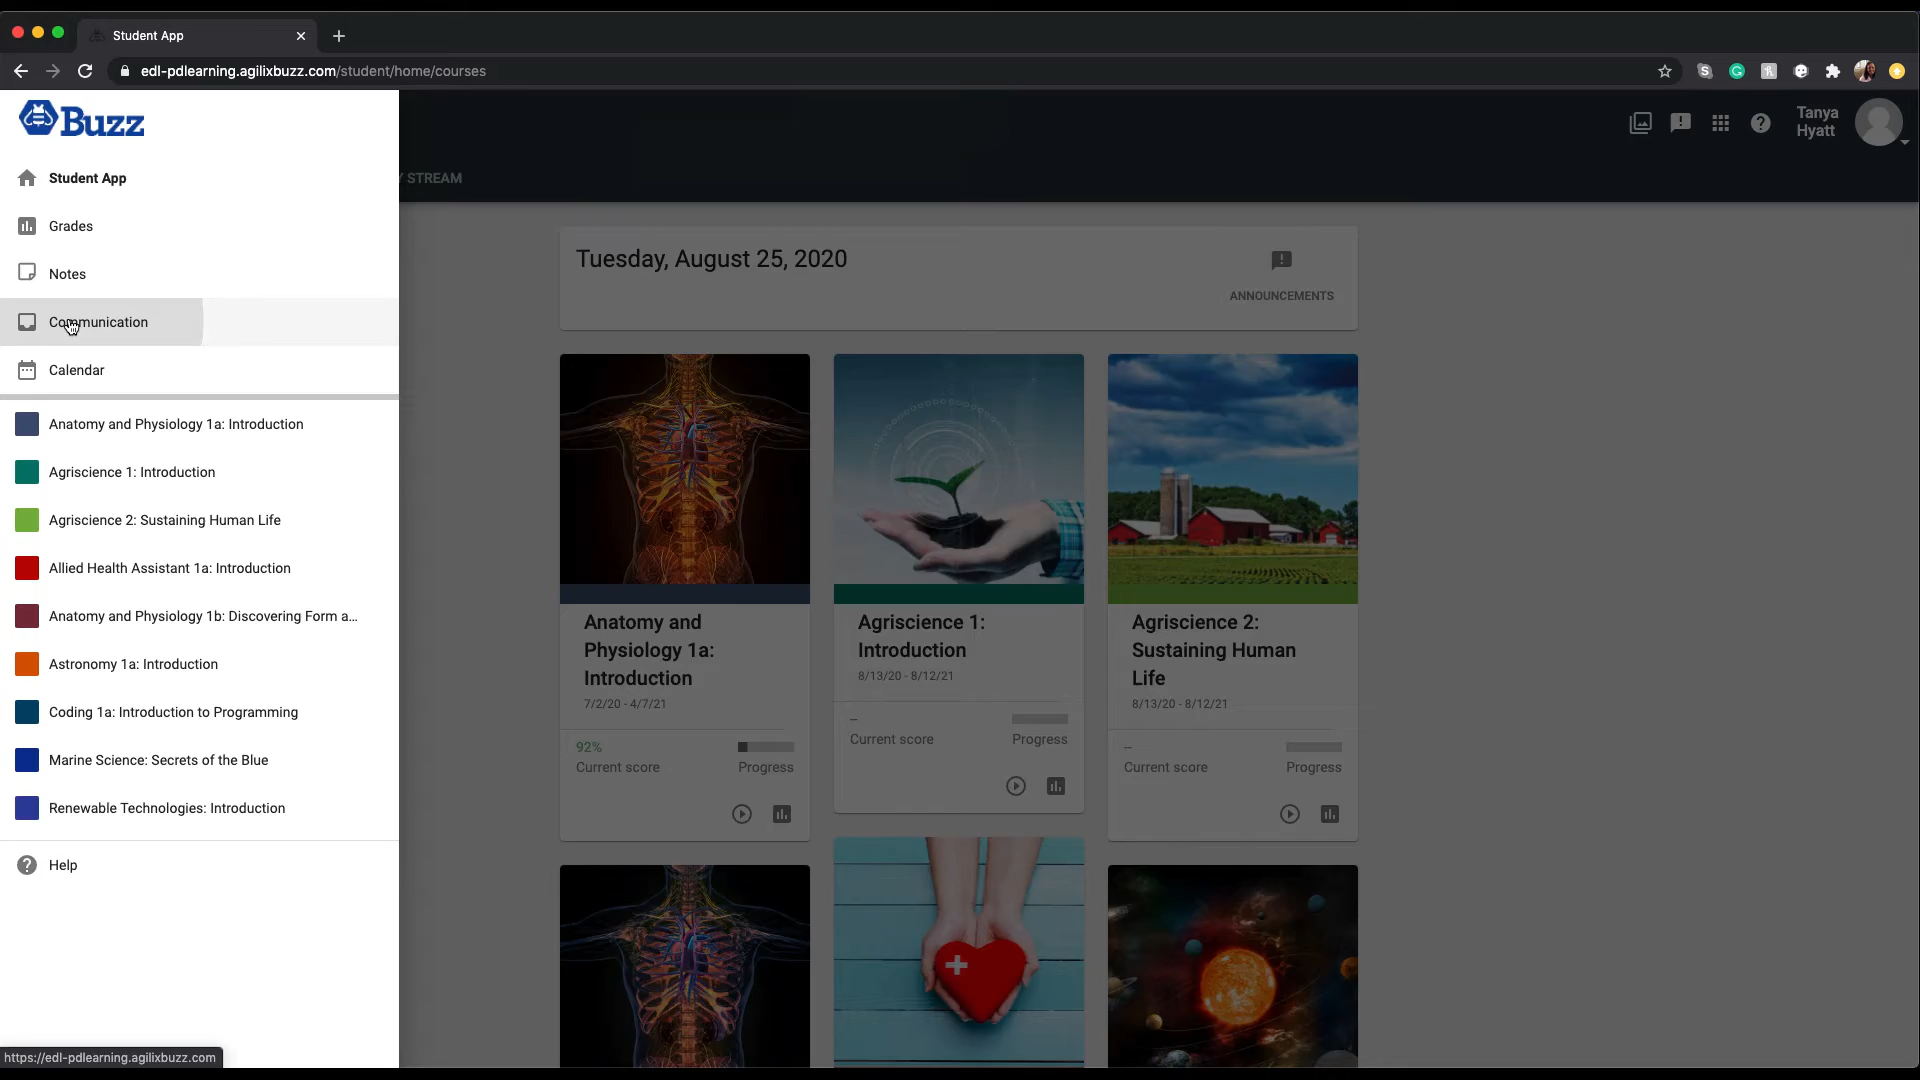 Student App
edl-pdlearning.agilixbuzz.com/student/home/courses
Buzz
Tanya
Hyatt
Student App
Y STREAM
Grades
Notes
Communication
Calendar
Anatomy and Physiology 1a: Introduction
Agriscience 1: Introduction
Agriscience 2: Sustaining Human Life
Allied Health Assistant 1a: Introduction
Anatomy and Physiology 1b: Discovering Form a...
Astronomy 1a: Introduction
Coding 1a: Introduction to Programming
Marine Science: Secrets of the Blue
Renewable Technologies: Introduction
Help
Tuesday, August 25, 2020
ANNOUNCEMENTS
Anatomy and
Physiology 1a:
Introduction
7/2/20 - 4/7/21
92%
Current score
Progress
Agriscience 1:
Introduction
8/13/20 - 8/12/21
–
Current score
Progress
Agriscience 2:
Sustaining Human
Life
8/13/20 - 8/12/21
–
Current score
Progress
https://edl-pdlearning.agilixbuzz.com